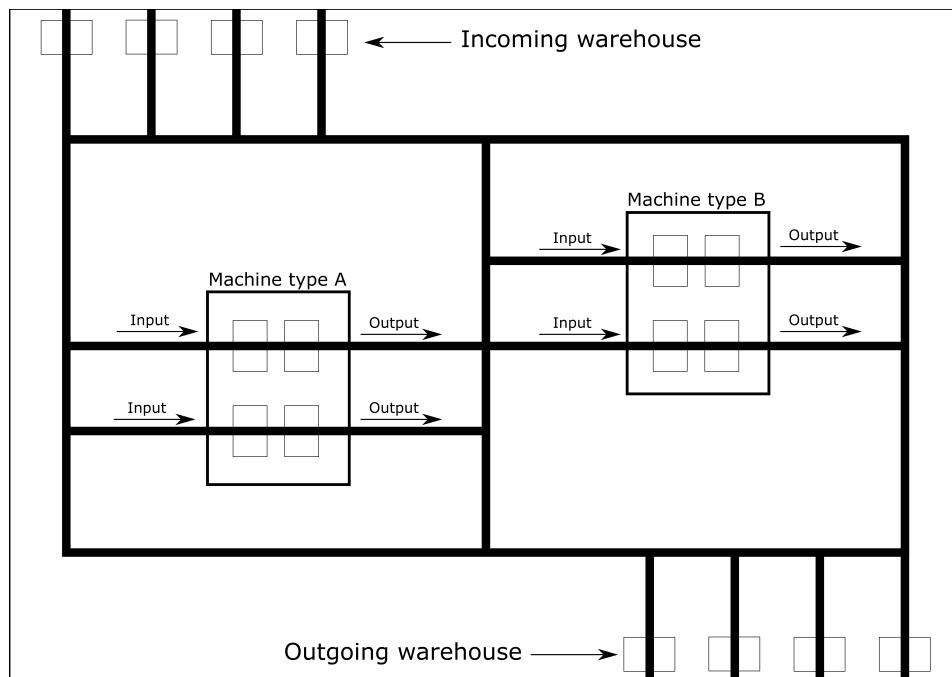 Incoming warehouse
Machine type B
Input
Output
Machine type A
Input
Output
Input
Output
Input
Output
Outgoing warehouse